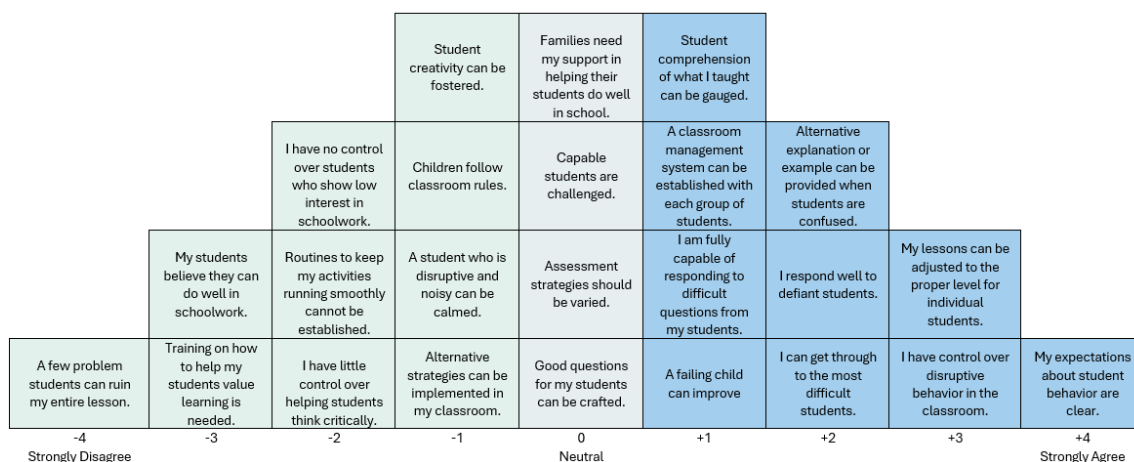 Student
creativity can be
fostered.
Families need
my support in
helping their
students do well
in school.
Student
comprehension
of what I taught
can be gauged.
I have no control
over students
who show low
interest in
schoolwork.
Children follow
classroom rules.
Capable
students are
challenged.
A classroom
management
system can be
established with
each group of
students.
Alternative
explanation or
example can be
provided when
students are
confused.
My students
believe they can
do well in
schoolwork.
Routines to keep
my activities
running smoothly
cannot be
established.
A student who is
disruptive and
noisy can be
calmed.
Assessment
strategies should
be varied.
I am fully
capable of
responding to
difficult
questions from
my students.
I respond well to
defiant students.
My lessons can be
adjusted to the
proper level for
individual
students.
A few problem
students can ruin
my entire lesson.
Training on how
to help my
students value
learning is
needed.
I have little
control over
helping students
think critically.
Alternative
strategies can be
implemented in
my classroom.
Good questions
for my students
can be crafted.
A failing child
can improve
I can get through
to the most
difficult
students.
I have control over
disruptive
behavior in the
classroom.
My expectations
about student
behavior are
clear.
-4 -3 -2 -1 0 +1 +2 +3 +4
Strongly Disagree Neutral Strongly Agree